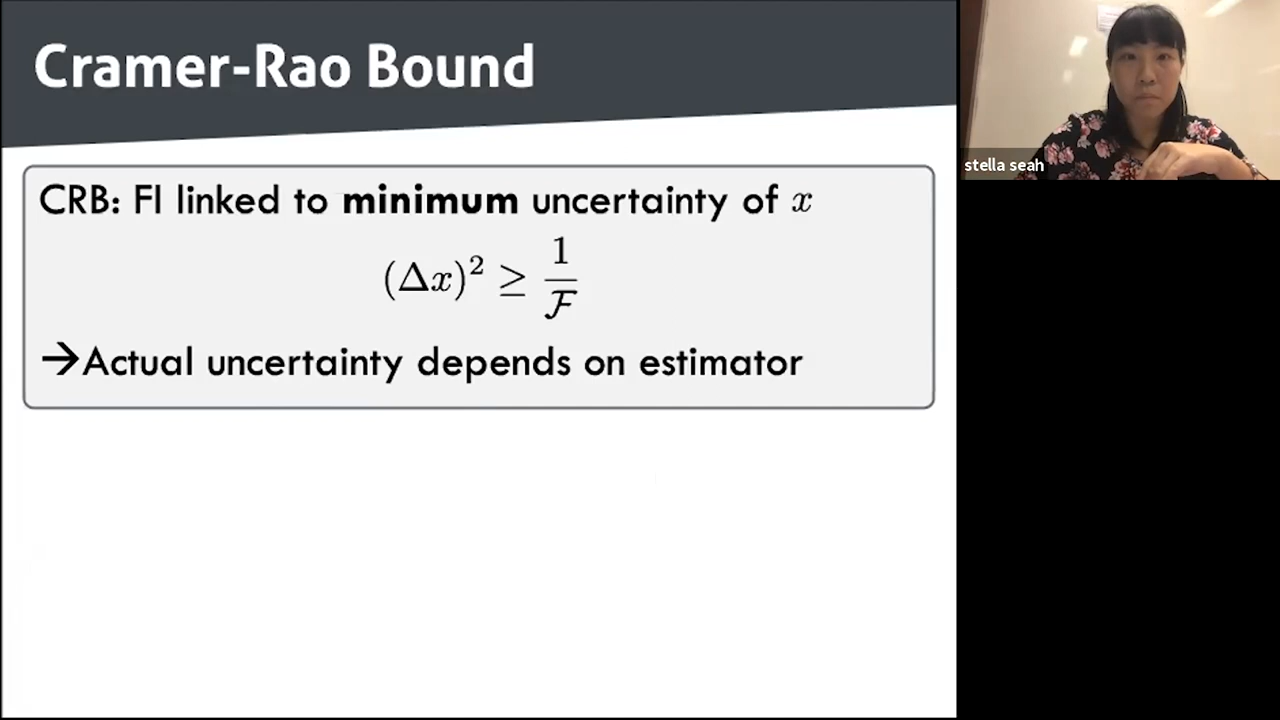 Cramer-Rao Bound
CRB: FI linked to minimum uncertainty of x
(Δx)² ≥ 1/ℱ
→Actual uncertainty depends on estimator
stella seah